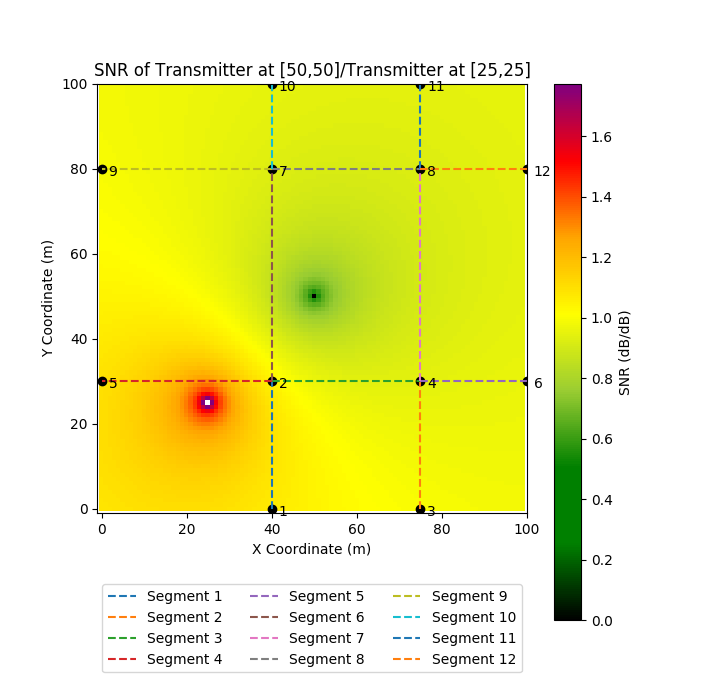 SNR of Transmitter at [50,50]/Transmitter at [25,25]
100
80
60
40
20
0
Y Coordinate (m)
10
11
9
7
8
12
5
2
4
6
1
3
0
20
40
60
80
100
X Coordinate (m)
1.6
1.4
1.2
1.0
0.8
0.6
0.4
0.2
0.0
SNR (dB/dB)
Segment 1
Segment 2
Segment 3
Segment 4
Segment 5
Segment 6
Segment 7
Segment 8
Segment 9
Segment 10
Segment 11
Segment 12